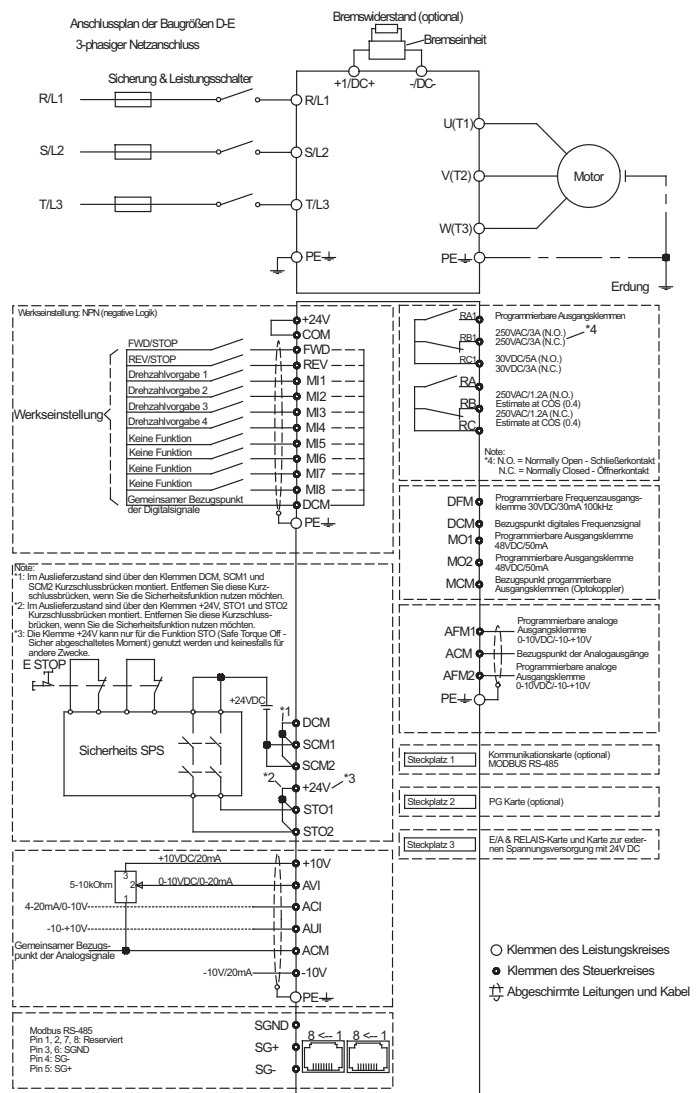 Anschlussplan der Baugrößen D-E
3-phasiger Netzanschluss
Bremswiderstand (optional)
Bremseinheit
+1/DC+
-/DC-
Sicherung & Leistungsschalter
R/L1
R/L1
S/L2
S/L2
T/L3
T/L3
PE
U(T1)
V(T2)
W(T3)
PE
Motor
Erdung
Werkseinstellung: NPN (negative Logik)
Werkseinstellung
FWD/STOP
REV/STOP
Drehzahlvorgabe 1
Drehzahlvorgabe 2
Drehzahlvorgabe 3
Drehzahlvorgabe 4
Keine Funktion
Keine Funktion
Keine Funktion
Keine Funktion
Gemeinsamer Bezugspunkt
der Digitalsignale
+24V
COM
FWD
REV
MI1
MI2
MI3
MI4
MI5
MI6
MI7
MI8
DCM
PE
RA1
RB1
RC1
RA
RB
RC
Programmierbare Ausgangsklemmen
250VAC/3A (N.O.)
250VAC/3A (N.C.)
*4
30VDC/5A (N.O.)
30VDC/3A (N.C.)
250VAC/1.2A (N.O.)
Estimate at COS (0.4)
250VAC/1.2A (N.C.)
Estimate at COS (0.4)
Note:
*4: N.O. = Normally Open - Schließerkontakt
N.C. = Normally Closed - Öffnerkontakt
DFM
Programmierbare Frequenzausgangs-
klemme 30VDC/30mA 100kHz
DCM
Bezugspunkt digitales Frequenzsignal
MO1
Programmierbare Ausgangsklemme
48VDC/50mA
MO2
Programmierbare Ausgangsklemme
48VDC/50mA
MCM
Bezugspunkt progammierbare
Ausgangsklemmen (Optokoppler)
AFM1
Programmierbare analoge
Ausgangsklemme
0-10VDC/-10-+10V
ACM
Bezugspunkt der Analogausgänge
AFM2
Programmierbare analoge
Ausgangsklemme
0-10VDC/-10-+10V
PE
Note:
*1: Im Auslieferzustand sind über den Klemmen DCM, SCM1 und
SCM2 Kurzschlussbrücken montiert. Entfernen Sie diese Kurz-
schlussbrücken, wenn Sie die Sicherheitsfunktion nutzen möchten.
*2: Im Auslieferzustand sind über den Klemmen +24V, STO1 und STO2
Kurzschlussbrücken montiert. Entfernen Sie diese Kurzschluss-
brücken, wenn Sie die Sicherheitsfunktion nutzen möchten.
*3: Die Klemme +24V kann nur für die Funktion STO (Safe Torque Off -
Sicher abgeschaltetes Moment) genutzt werden und keinesfalls für
andere Zwecke.
E STOP
Sicherheits SPS
+24VDC
*1
*2
*3
DCM
SCM1
SCM2
+24V
STO1
STO2
Steckplatz 1
Kommunikationskarte (optional)
MODBUS RS-485
Steckplatz 2
PG Karte (optional)
Steckplatz 3
E/A & RELAIS-Karte und Karte zur exter-
nen Spannungsversorgung mit 24V DC
+10VDC/20mA
5-10kOhm
3
2
1
0-10VDC/0-20mA
4-20mA/0-10V
-10-+10V
Gemeinsamer Bezugs-
punkt der Analogsignale
-10V/20mA
+10V
AVI
ACI
AUI
ACM
-10V
PE
Klemmen des Leistungskreises
Klemmen des Steuerkreises
Abgeschirmte Leitungen und Kabel
Modbus RS-485
Pin 1, 2, 7, 8: Reserviert
Pin 3, 6: SGND
Pin 4: SG-
Pin 5: SG+
SGND
SG+
SG-
8 <-- 1
8 <-- 1